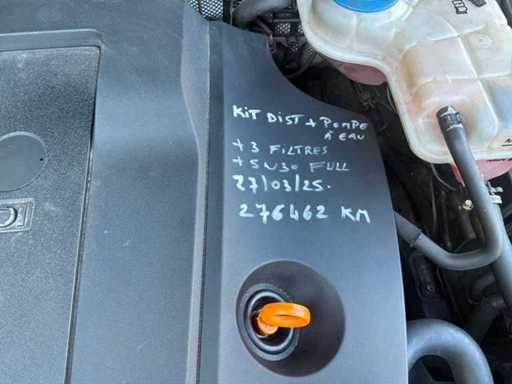 KIT DIST + POMPE
À EAU
+ 3 FILTRES
+ 5W30 FULL
27/03/25.
276462 KM